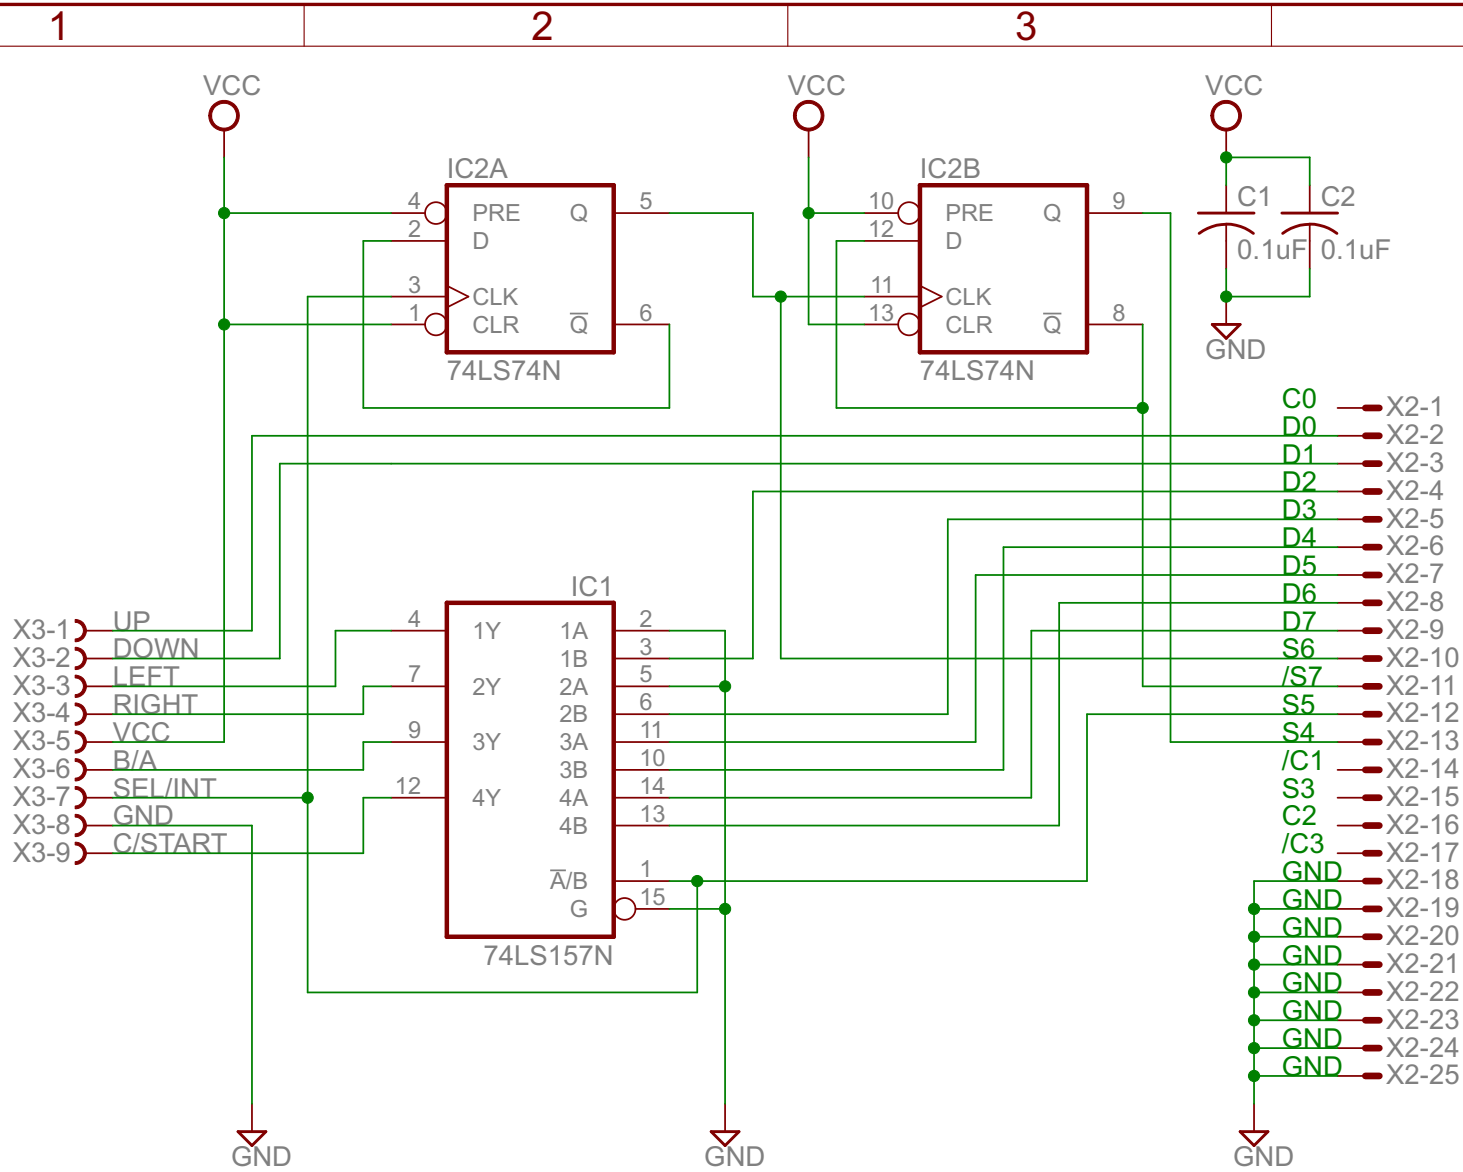 1 2 3
VCC VCC VCC
IC2A IC2B
4 PRE Q 5 10 PRE Q 9 C1 C2
2 D 12 D
0.1uF 0.1uF
3 CLK 11 CLK
1 CLR Q 6 13 CLR Q 8
GND
74LS74N 74LS74N
C0 X2-1
D0 X2-2
D1 X2-3
D2 X2-4
D3 X2-5
D4 X2-6
D5 X2-7
IC1
D6 X2-8
X3-1 UP 4 1Y 1A 2 D7 X2-9
X3-2 DOWN 1B 3 S6 X2-10
X3-3 LEFT 7 2Y 2A 5 /S7 X2-11
X3-4 RIGHT 2B 6 S5 X2-12
X3-5 VCC 9 3Y 3A 11 S4 X2-13
X3-6 B/A 3B 10 /C1 X2-14
X3-7 SEL/INT 12 4Y 4A 14 S3 X2-15
X3-8 GND 4B 13 C2 X2-16
X3-9 C/START /C3 X2-17
A/B 1 GND X2-18
G 15 GND X2-19
GND X2-20
74LS157N
GND X2-21
GND X2-22
GND X2-23
GND X2-24
GND X2-25
GND GND GND